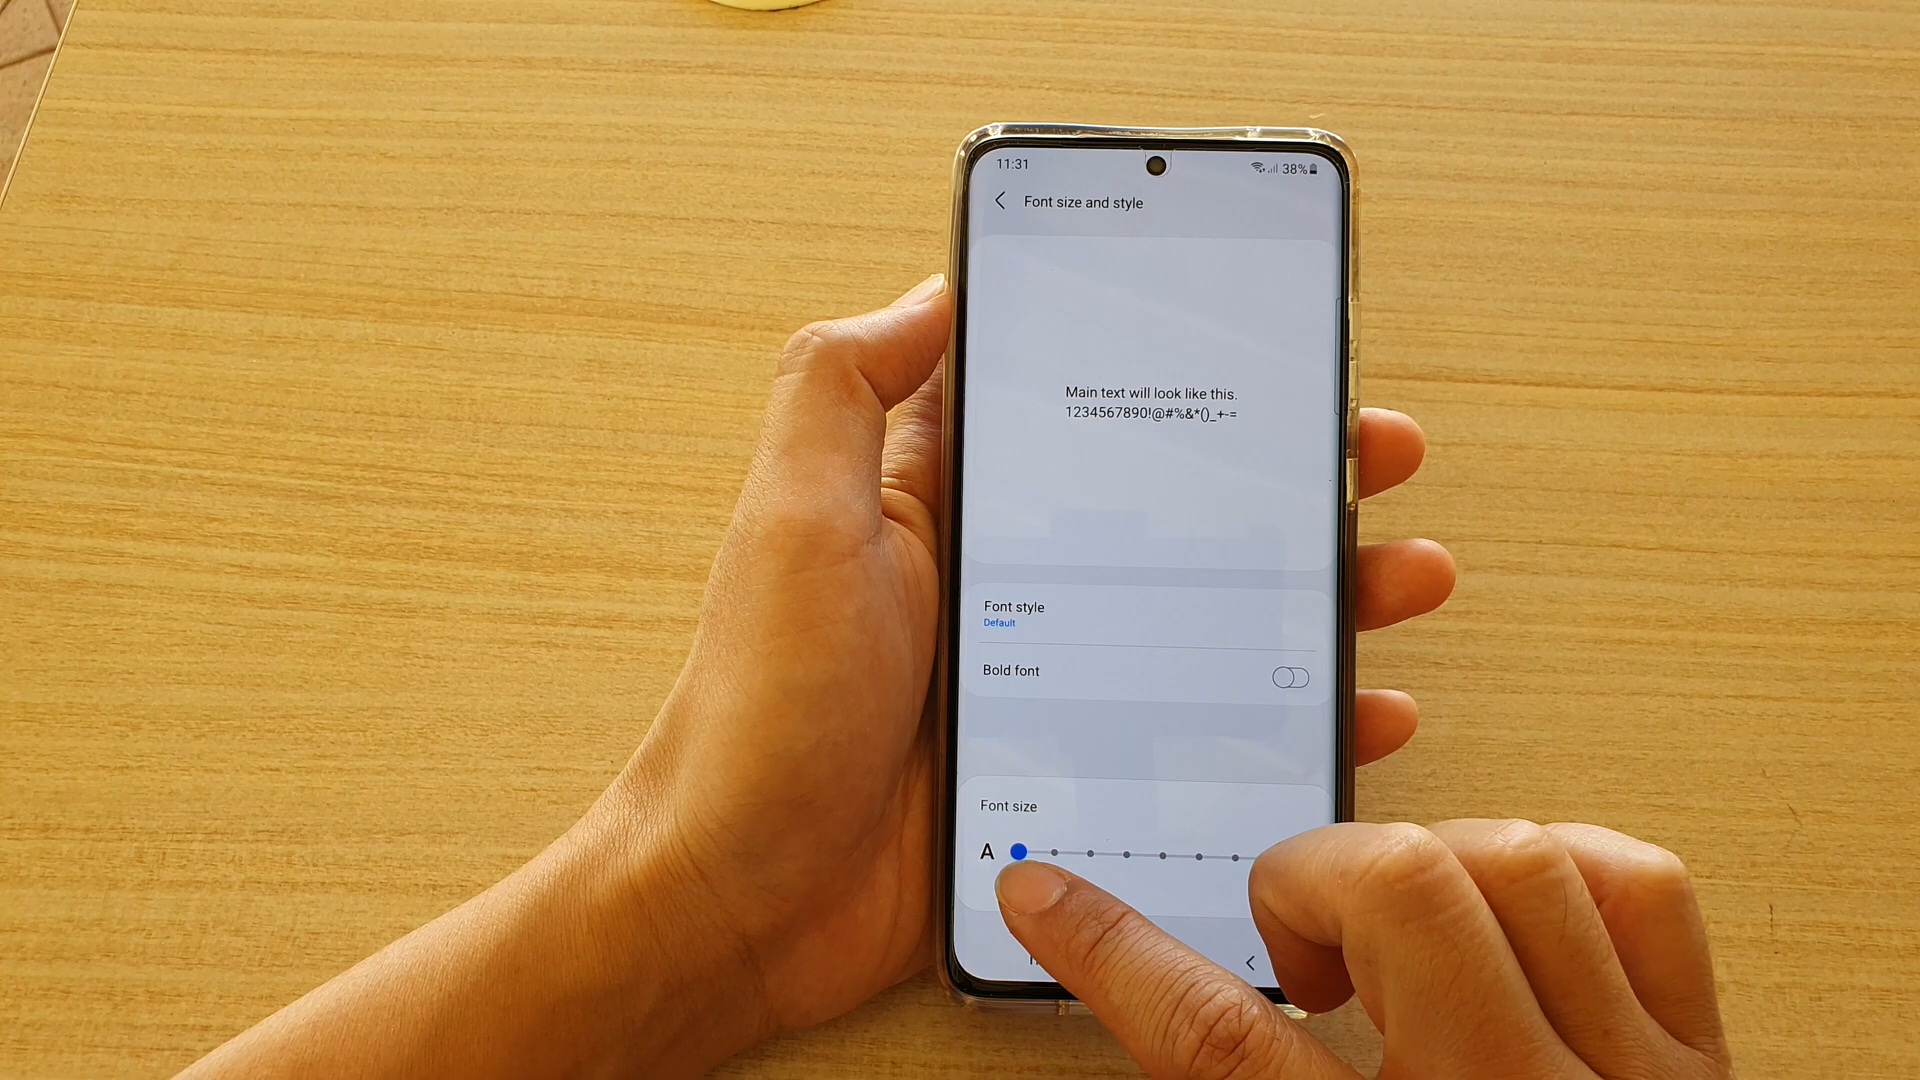 11:31
38%
Font size and style
Main text will look like this.
1234567890!@#%&*()_+-=
Font style
Default
Bold font
Font size
A